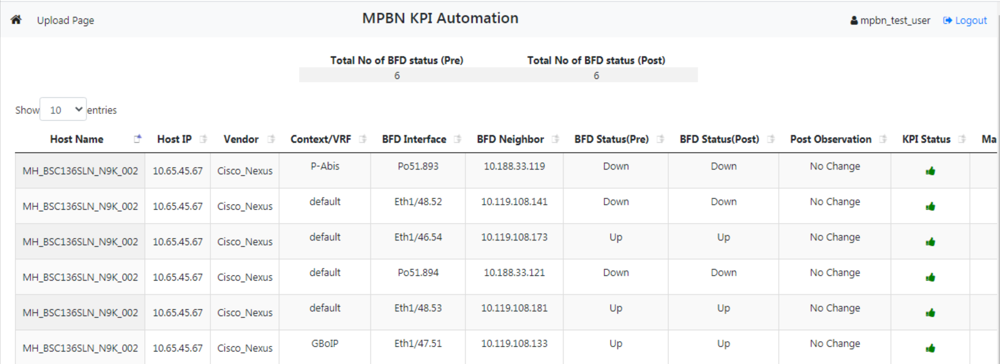 Upload Page MPBN KPI Automation mpbn_test_user Logout
Total No of BFD status (Pre) Total No of BFD status (Post)
6 6
Show 10 entries
Host Name Host IP Vendor Context/VRF BFD Interface BFD Neighbor BFD Status(Pre) BFD Status(Post) Post Observation KPI Status Ma
MH_BSC136SLN_N9K_002 10.65.45.67 Cisco_Nexus P-Abis Po51.893 10.188.33.119 Down Down No Change
MH_BSC136SLN_N9K_002 10.65.45.67 Cisco_Nexus default Eth1/48.52 10.119.108.141 Down Down No Change
MH_BSC136SLN_N9K_002 10.65.45.67 Cisco_Nexus default Eth1/46.54 10.119.108.173 Up Up No Change
MH_BSC136SLN_N9K_002 10.65.45.67 Cisco_Nexus default Po51.894 10.188.33.121 Down Down No Change
MH_BSC136SLN_N9K_002 10.65.45.67 Cisco_Nexus default Eth1/48.53 10.119.108.181 Up Up No Change
MH_BSC136SLN_N9K_002 10.65.45.67 Cisco_Nexus GBoIP Eth1/47.51 10.119.108.133 Up Up No Change